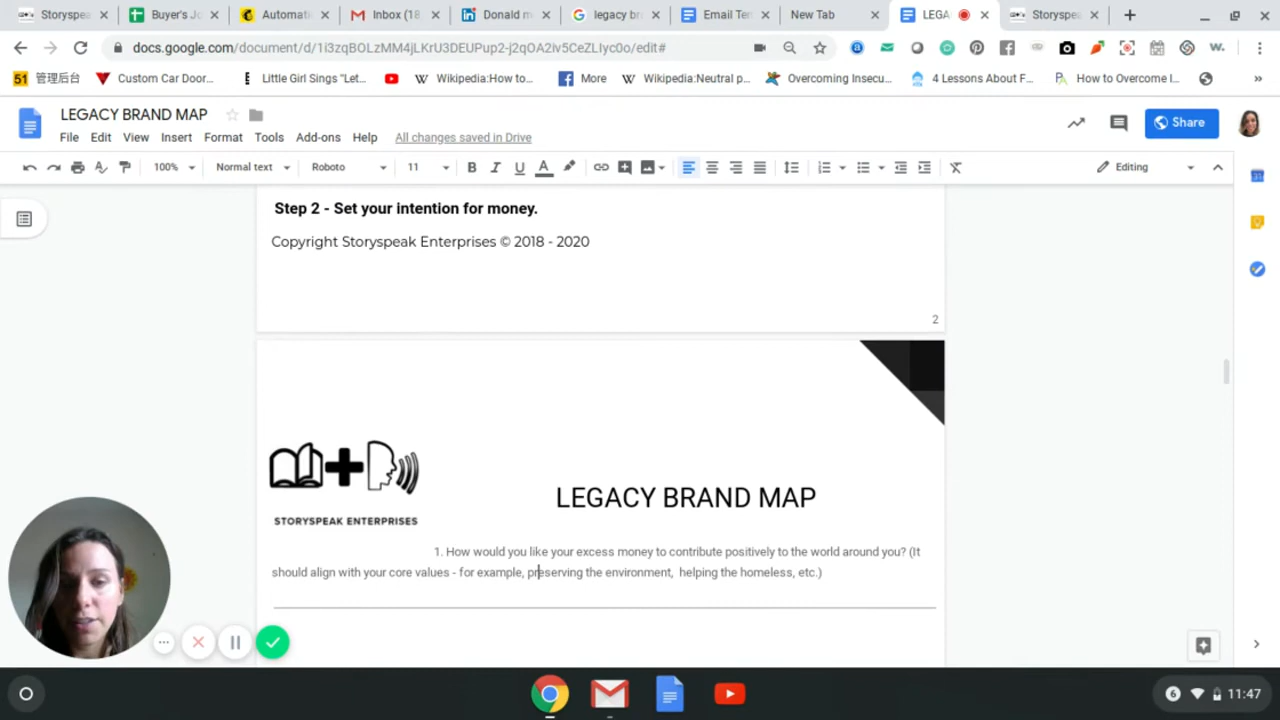 Storyspea
Buyer's Jo
Automatic
Inbox (18
Donald m
legacy br
Email Ten
New Tab
LEGA
Storyspea
docs.google.com/document/d/1i3zqBOLzMM4jLKrU3DEUPup2-j2qOA2iv5CeZLIyc0o/edit#
51 管理后台
Custom Car Door...
Little Girl Sings "Let...
Wikipedia:How to...
More
Wikipedia:Neutral p...
Overcoming Insecu...
4 Lessons About F...
How to Overcome I...
LEGACY BRAND MAP
File Edit View Insert Format Tools Add-ons Help All changes saved in Drive
Share
100% Normal text Roboto 11 B I U A Editing
Step 2 - Set your intention for money.
Copyright Storyspeak Enterprises © 2018 - 2020
2
STORYSPEAK ENTERPRISES
LEGACY BRAND MAP
1. How would you like your excess money to contribute positively to the world around you? (It
should align with your core values - for example, preserving the environment, helping the homeless, etc.)
6 11:47